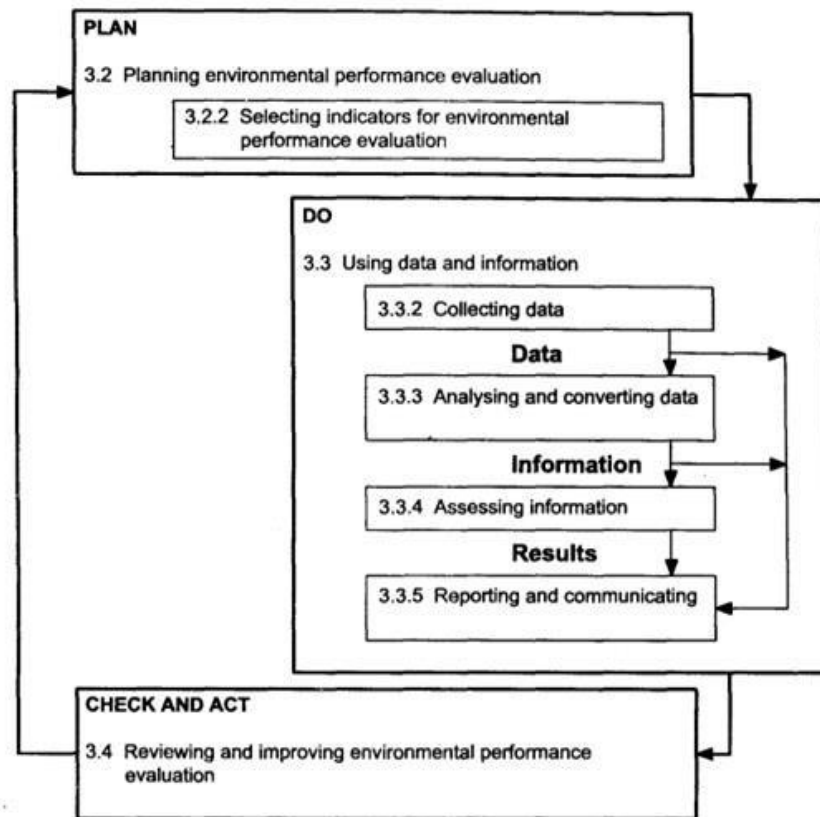 PLAN
3.2 Planning environmental performance evaluation
3.2.2 Selecting indicators for environmental
performance evaluation
DO
3.3 Using data and information
3.3.2 Collecting data
Data
3.3.3 Analysing and converting data
Information
3.3.4 Assessing information
Results
3.3.5 Reporting and communicating
CHECK AND ACT
3.4 Reviewing and improving environmental performance
evaluation